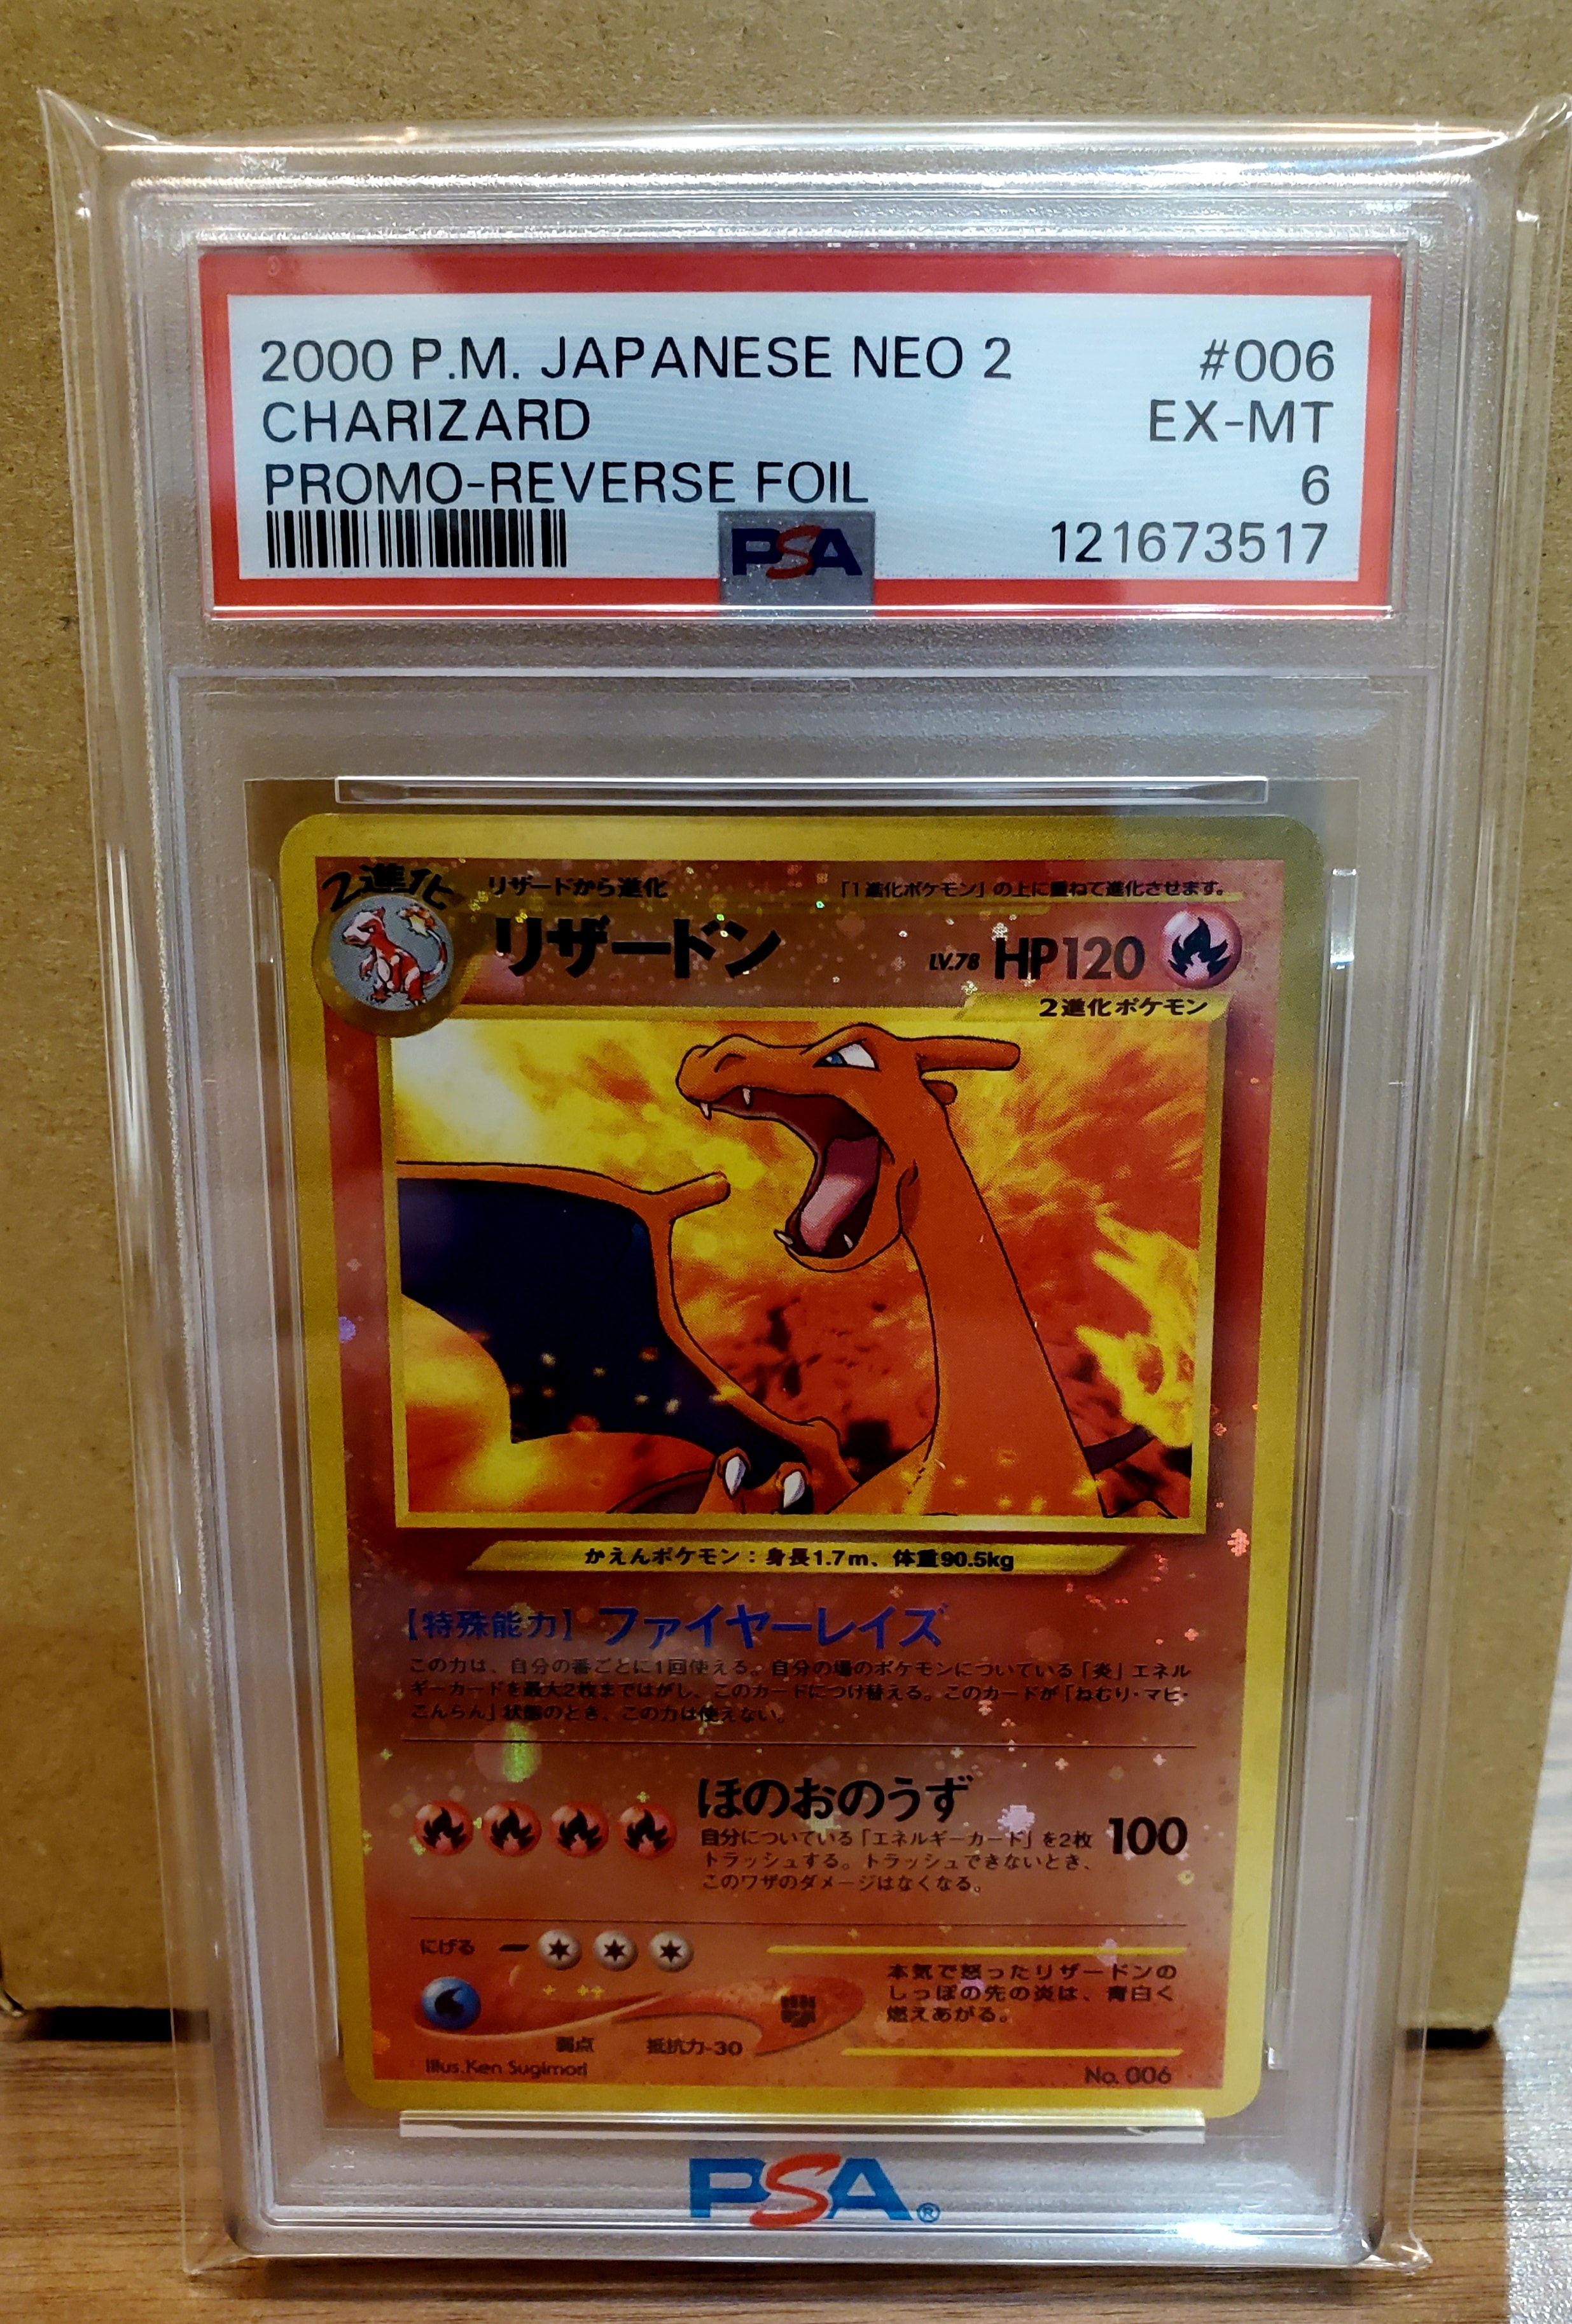 2000 P.M. JAPANESE NEO 2 #006
CHARIZARD EX-MT
PROMO-REVERSE FOIL 6
PSA 121673517
2進化 リザードから進化 「1進化ポケモン」の上に重ねて進化させます。
リザードン LV.78 HP120
2進化ポケモン
かえんポケモン：身長1.7m、体重90.5kg
【特殊能力】ファイヤーレイズ
この力は、自分の番ごとに1回使える。自分の場のポケモンについている「炎」エネル
ギーカードを最大2枚まではがし、このカードにつけ替える。このカードが「ねむり・マヒ・
こんらん」状態のとき、この力は使えない。
ほのおのうず 100
自分についている「エネルギーカード」を2枚
トラッシュする。トラッシュできないとき、
このワザのダメージはなくなる。
にげる
本気で怒ったリザードンの
しっぽの先の炎は、青白く
燃えあがる。
弱点 抵抗力-30
Illus.Ken Sugimori No. 006
PSA®